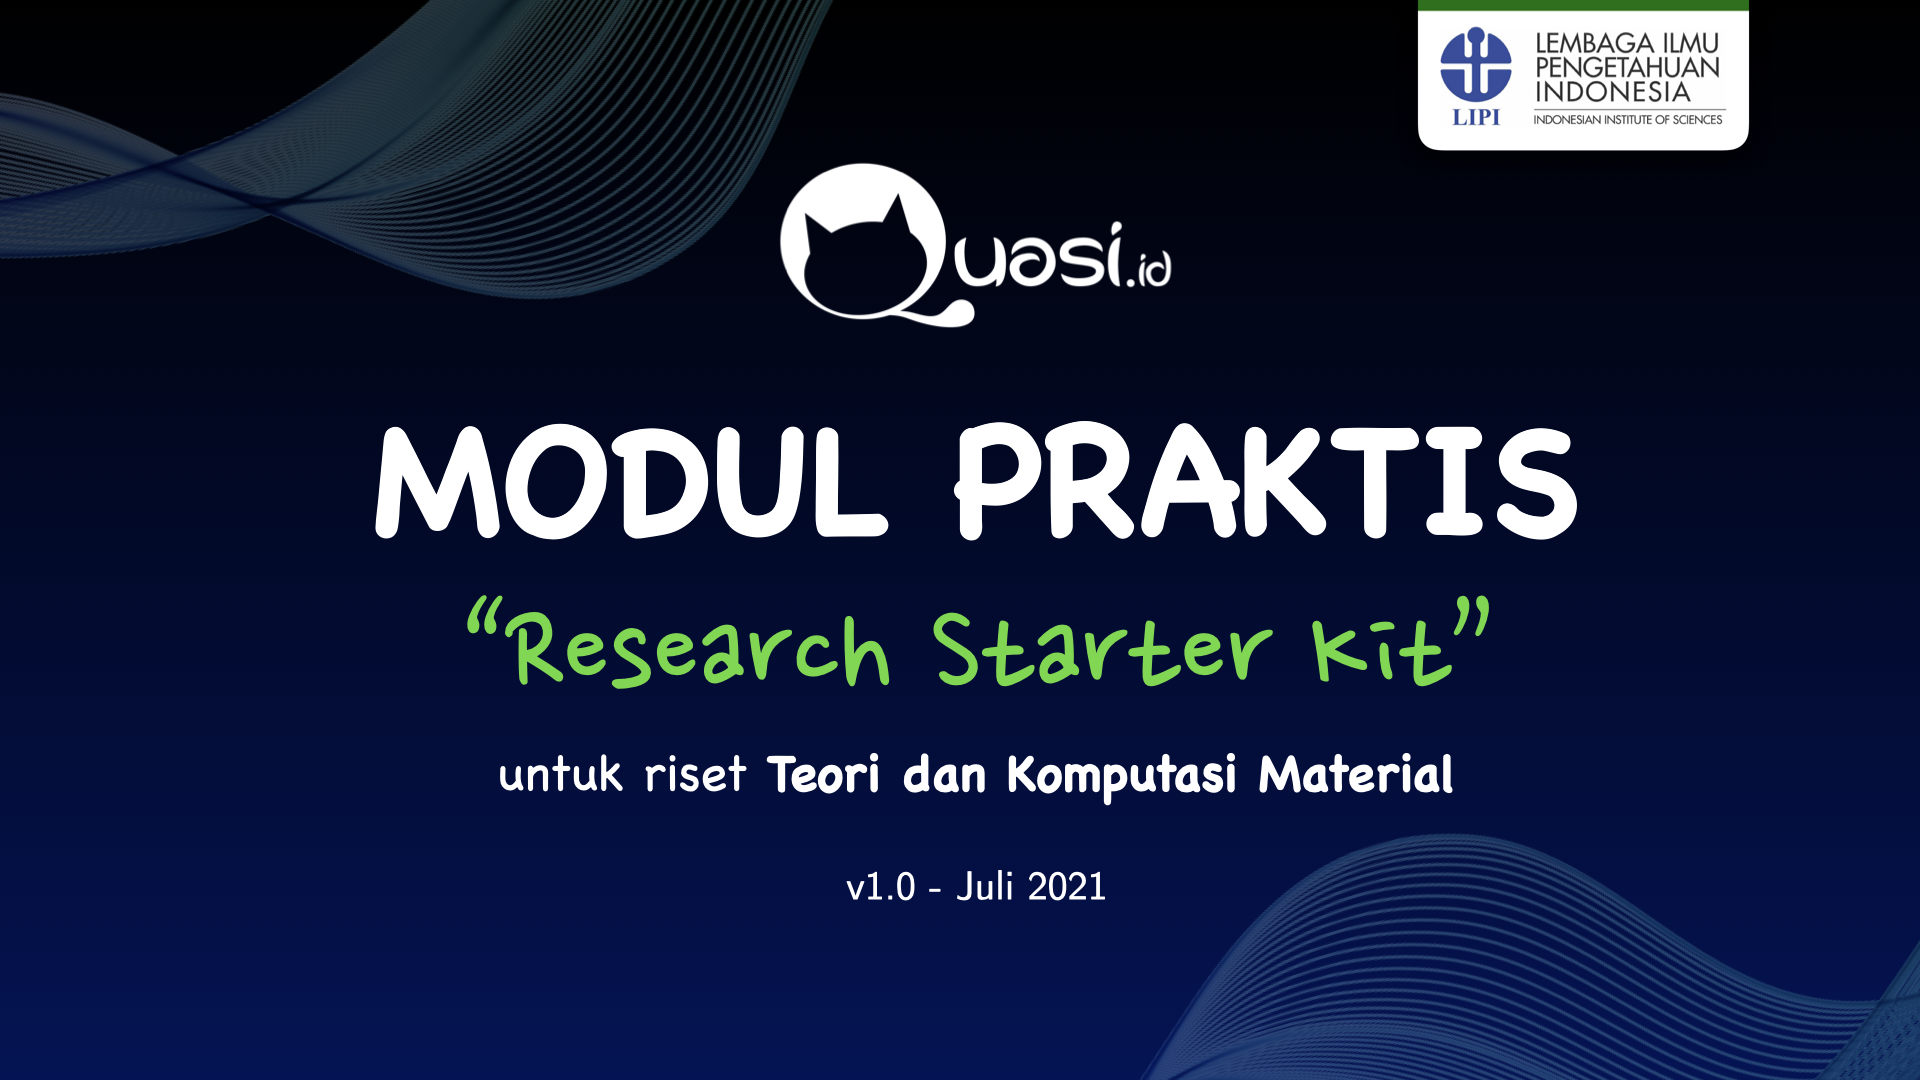 LEMBAGA ILMU
PENGETAHUAN
INDONESIA
INDONESIAN INSTITUTE OF SCIENCES
LIPI
Quasi.id
MODUL PRAKTIS
“Research Starter Kit”
untuk riset Teori dan Komputasi Material
v1.0 - Juli 2021